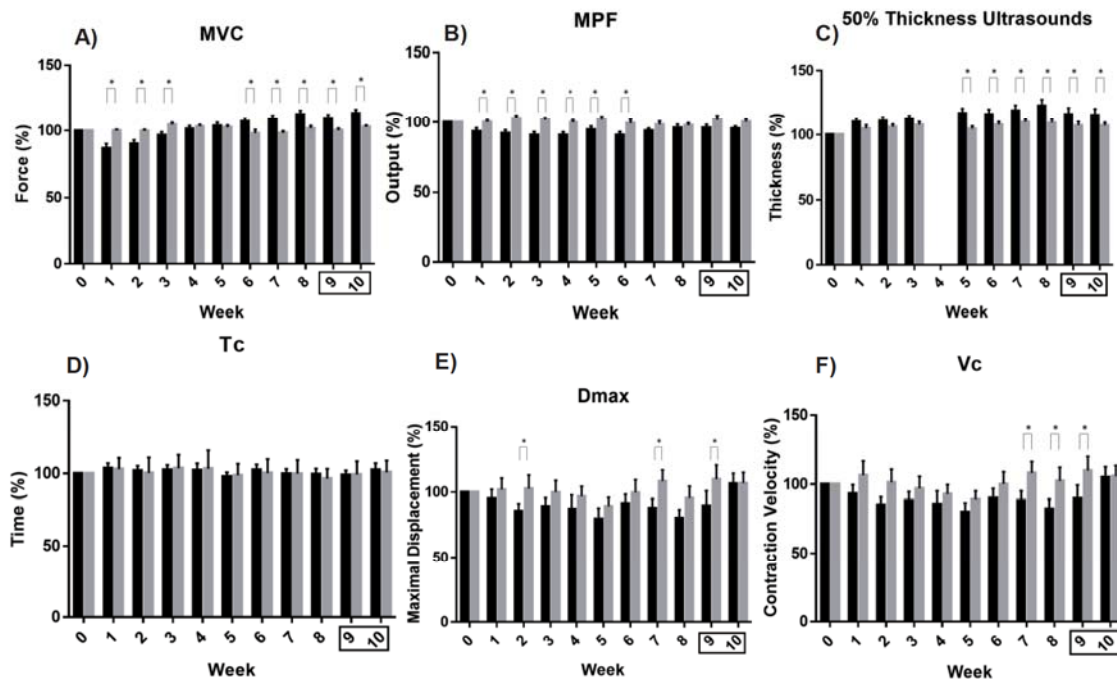 A) MVC
Force (%)
150
100
50
0
* * * * * * * *
0 1 2 3 4 5 6 7 8 9 10
Week
B) MPF
Output (%)
150
100
50
0
* * * * * *
0 1 2 3 4 5 6 7 8 9 10
Week
50% Thickness Ultrasounds
C)
Thickness (%)
150
100
50
0
* * * * * *
0 1 2 3 4 5 6 7 8 9 10
Week
Tc
D)
Time (%)
150
100
50
0
0 1 2 3 4 5 6 7 8 9 10
Week
E)
Dmax
Maximal Displacement (%)
150
100
50
0
* * *
0 1 2 3 4 5 6 7 8 9 10
Week
F) Vc
Contraction Velocity (%)
150
100
50
0
* * *
0 1 2 3 4 5 6 7 8 9 10
Week